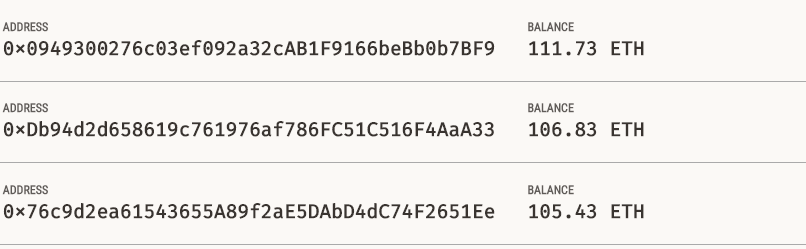 ADDRESS BALANCE
0x0949300276c03ef092a32cAB1F9166beBb0b7BF9 111.73 ETH
ADDRESS BALANCE
0xDb94d2d658619c761976af786FC51C516F4AaA33 106.83 ETH
ADDRESS BALANCE
0x76c9d2ea61543655A89f2aE5DAbD4dC74F2651Ee 105.43 ETH